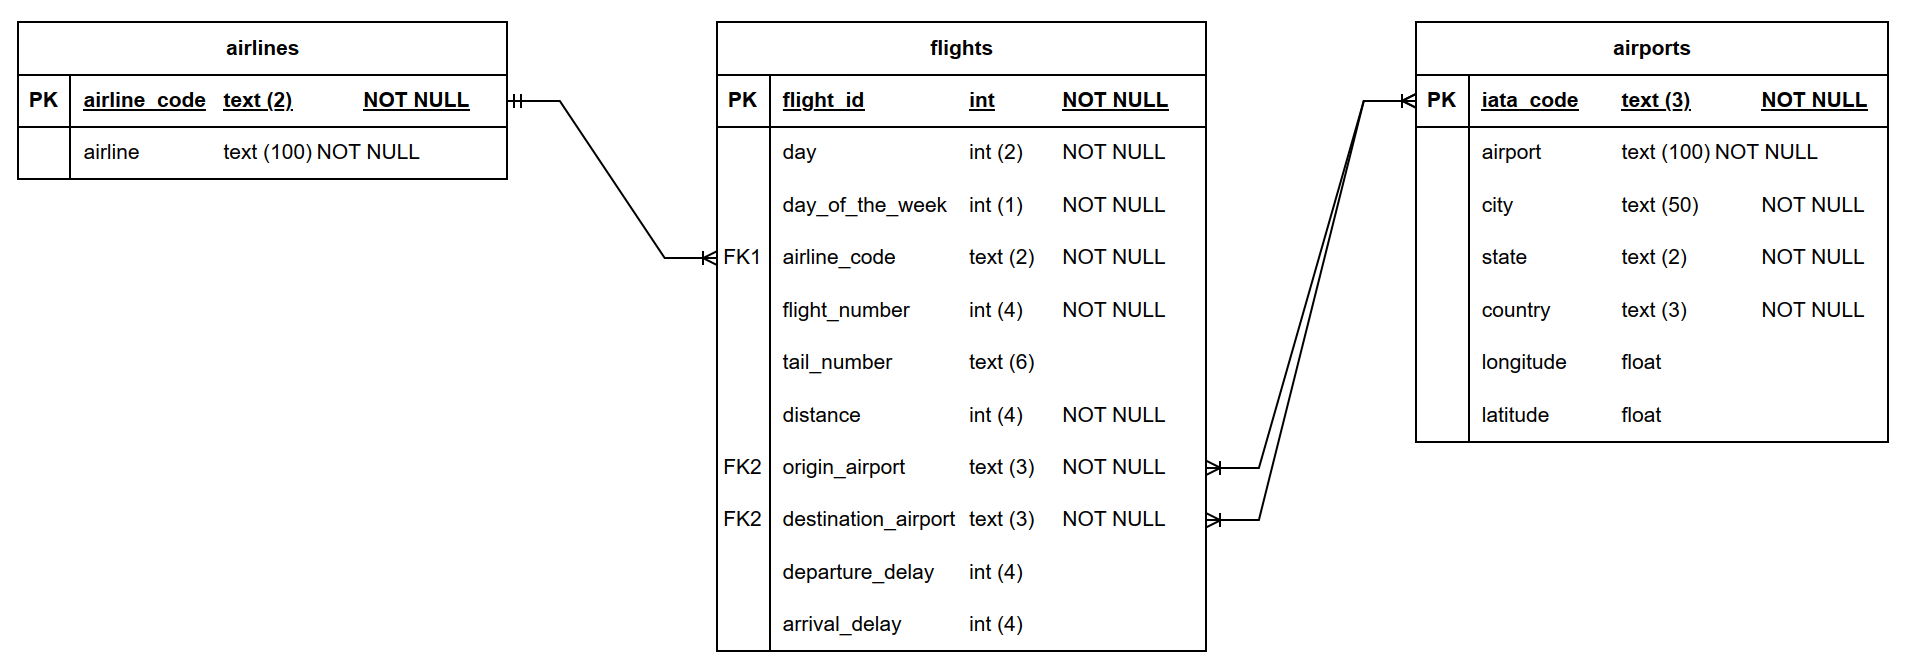 airlines
PK airline_code text (2) NOT NULL
airline text (100) NOT NULL
flights
PK flight_id int NOT NULL
day int (2) NOT NULL
day_of_the_week int (1) NOT NULL
FK1 airline_code text (2) NOT NULL
flight_number int (4) NOT NULL
tail_number text (6)
distance int (4) NOT NULL
FK2 origin_airport text (3) NOT NULL
FK2 destination_airport text (3) NOT NULL
departure_delay int (4)
arrival_delay int (4)
airports
PK iata_code text (3) NOT NULL
airport text (100) NOT NULL
city text (50) NOT NULL
state text (2) NOT NULL
country text (3) NOT NULL
longitude float
latitude float